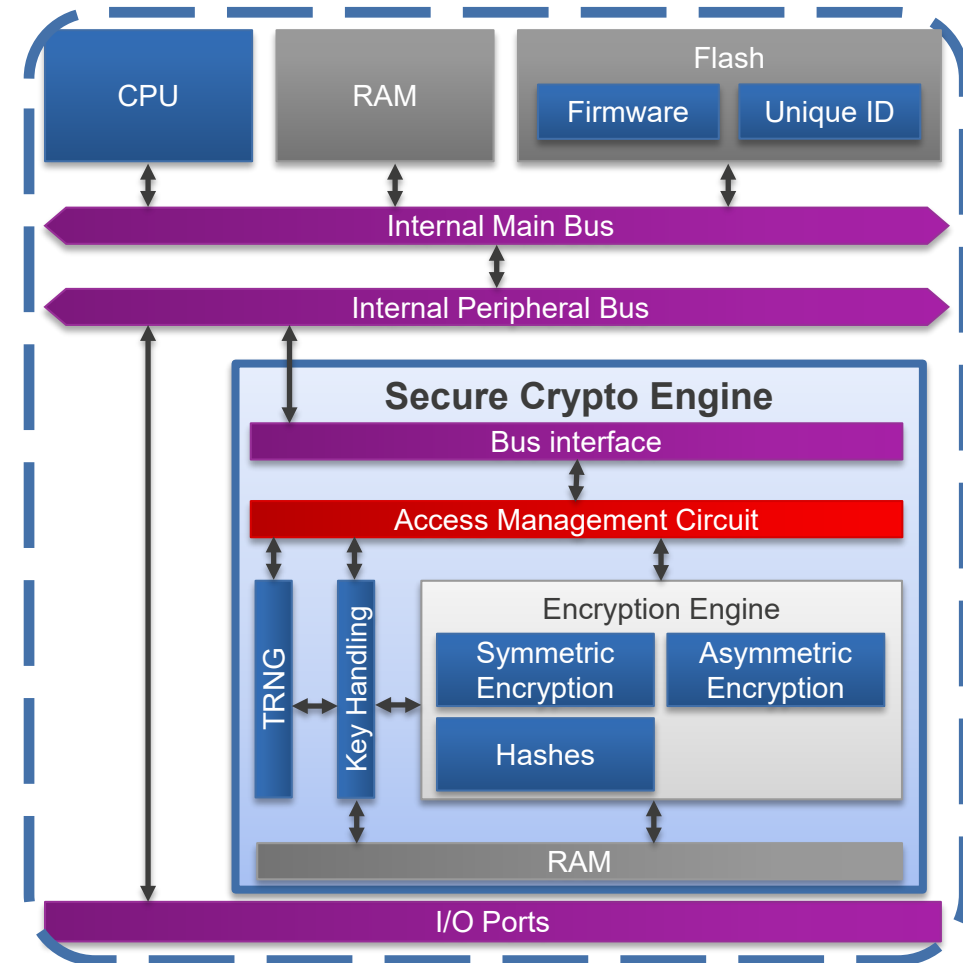 CPU
RAM
Flash
Firmware
Unique ID
Internal Main Bus
Internal Peripheral Bus
Secure Crypto Engine
Bus interface
Access Management Circuit
TRNG
Key Handling
Encryption Engine
Symmetric
Encryption
Asymmetric
Encryption
Hashes
RAM
I/O Ports